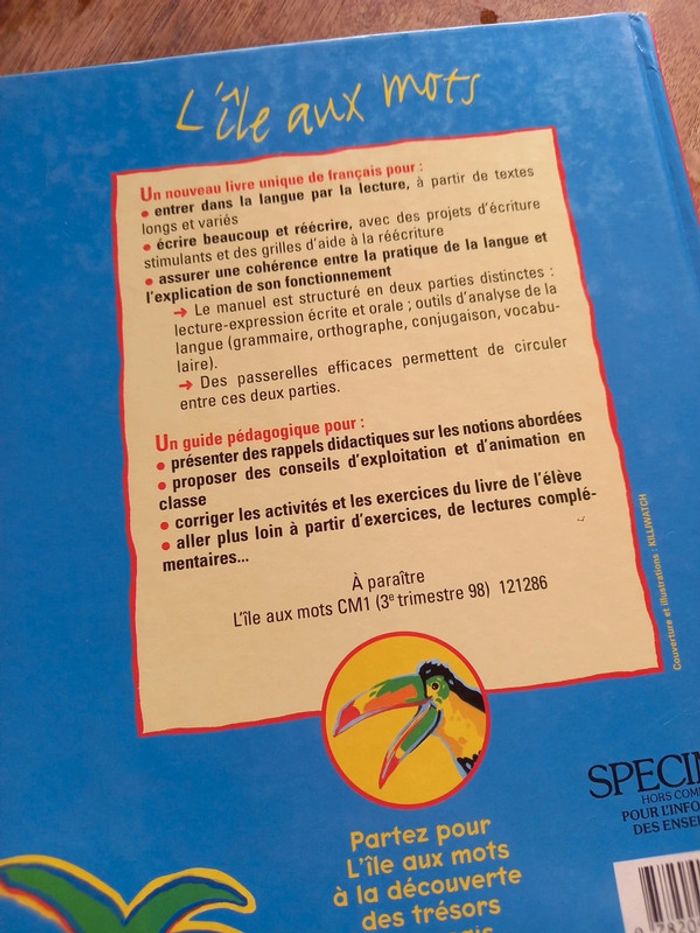 L'île aux mots
Un nouveau livre unique de français pour :
• entrer dans la langue par la lecture, à partir de textes
longs et variés
• écrire beaucoup et réécrire, avec des projets d'écriture
stimulants et des grilles d'aide à la réécriture
• assurer une cohérence entre la pratique de la langue et
l'explication de son fonctionnement
→ Le manuel est structuré en deux parties distinctes :
lecture-expression écrite et orale ; outils d'analyse de la
langue (grammaire, orthographe, conjugaison, vocabu-
laire).
→ Des passerelles efficaces permettent de circuler
entre ces deux parties.
Un guide pédagogique pour :
• présenter des rappels didactiques sur les notions abordées
• proposer des conseils d'exploitation et d'animation en
classe
• corriger les activités et les exercices du livre de l'élève
• aller plus loin à partir d'exercices, de lectures complé-
mentaires...
À paraître
L'île aux mots CM1 (3e trimestre 98) 121286
Couverture et illustrations : KILLIWATCH
SPECI
HORS COM
POUR L'INFO
DES ENSE
Partez pour
L'île aux mots
à la découverte
des trésors